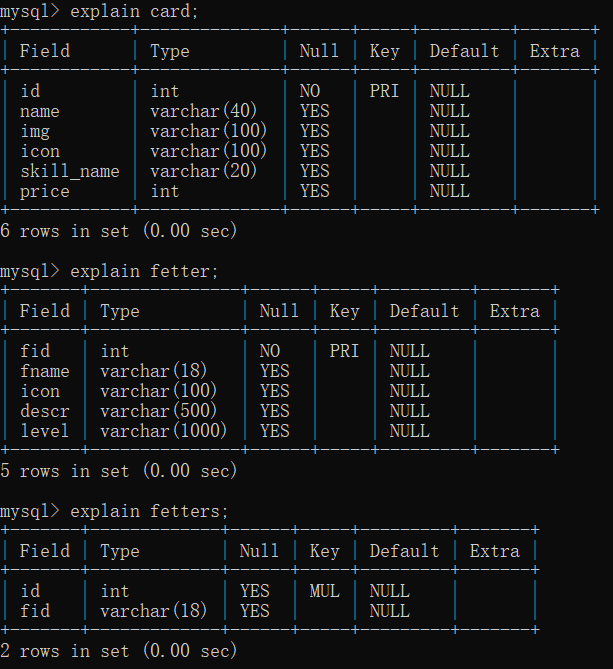 mysql> explain card;
+------------+--------------+------+-----+---------+-------+
| Field      | Type         | Null | Key | Default | Extra |
+------------+--------------+------+-----+---------+-------+
| id         | int          | NO   | PRI | NULL    |       |
| name       | varchar(40)  | YES  |     | NULL    |       |
| img        | varchar(100) | YES  |     | NULL    |       |
| icon       | varchar(100) | YES  |     | NULL    |       |
| skill_name | varchar(20)  | YES  |     | NULL    |       |
| price      | int          | YES  |     | NULL    |       |
+------------+--------------+------+-----+---------+-------+
6 rows in set (0.00 sec)
mysql> explain fetter;
+-------+---------------+------+-----+---------+-------+
| Field | Type          | Null | Key | Default | Extra |
+-------+---------------+------+-----+---------+-------+
| fid   | int           | NO   | PRI | NULL    |       |
| fname | varchar(18)   | YES  |     | NULL    |       |
| icon  | varchar(100)  | YES  |     | NULL    |       |
| descr | varchar(500)  | YES  |     | NULL    |       |
| level | varchar(1000) | YES  |     | NULL    |       |
+-------+---------------+------+-----+---------+-------+
5 rows in set (0.00 sec)
mysql> explain fetters;
+-------+-------------+------+-----+---------+-------+
| Field | Type        | Null | Key | Default | Extra |
+-------+-------------+------+-----+---------+-------+
| id    | int         | YES  | MUL | NULL    |       |
| fid   | varchar(18) | YES  |     | NULL    |       |
+-------+-------------+------+-----+---------+-------+
2 rows in set (0.00 sec)